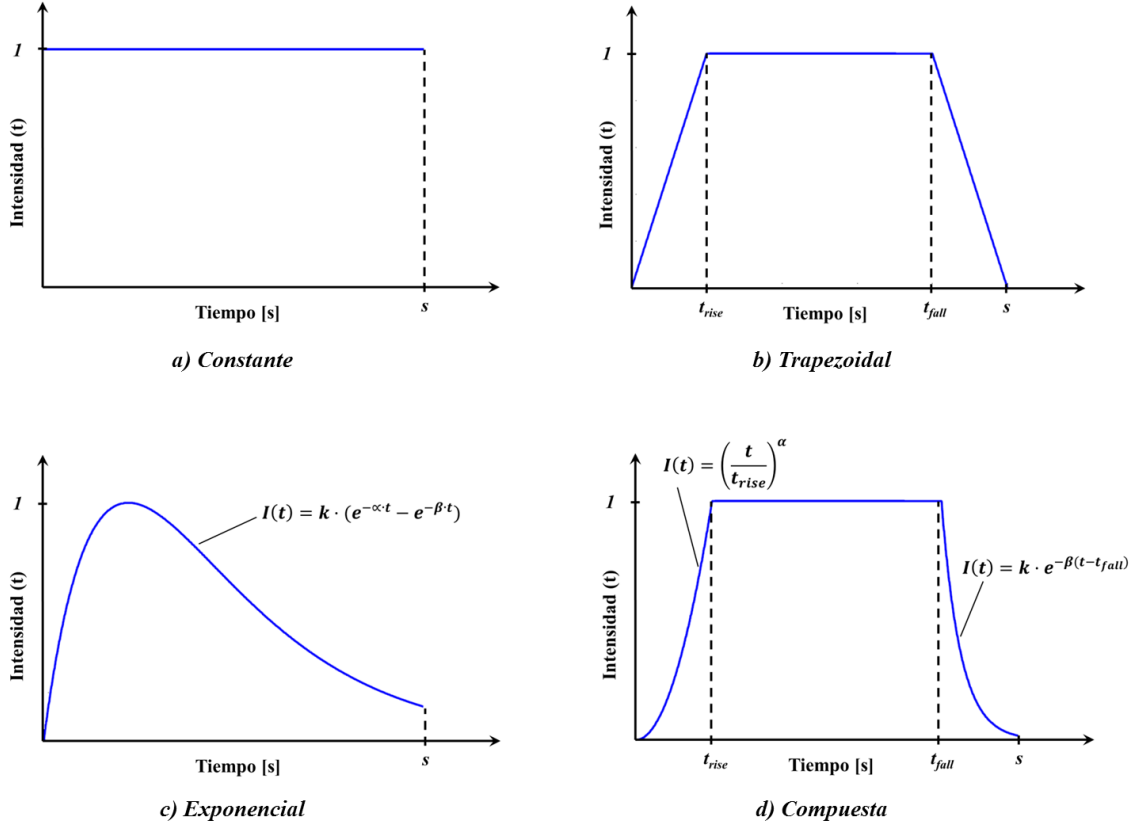 1
Intensidad (t)
Tiempo [s]
s
a) Constante
1
Intensidad (t)
t_rise
Tiempo [s]
t_fall
s
b) Trapezoidal
1
Intensidad (t)
I(t) = k · (e^{-∝·t} − e^{-β·t})
Tiempo [s]
s
c) Exponencial
I(t) = (t / t_rise)^α
1
Intensidad (t)
I(t) = k · e^{-β(t−t_fall)}
t_rise
Tiempo [s]
t_fall
s
d) Compuesta